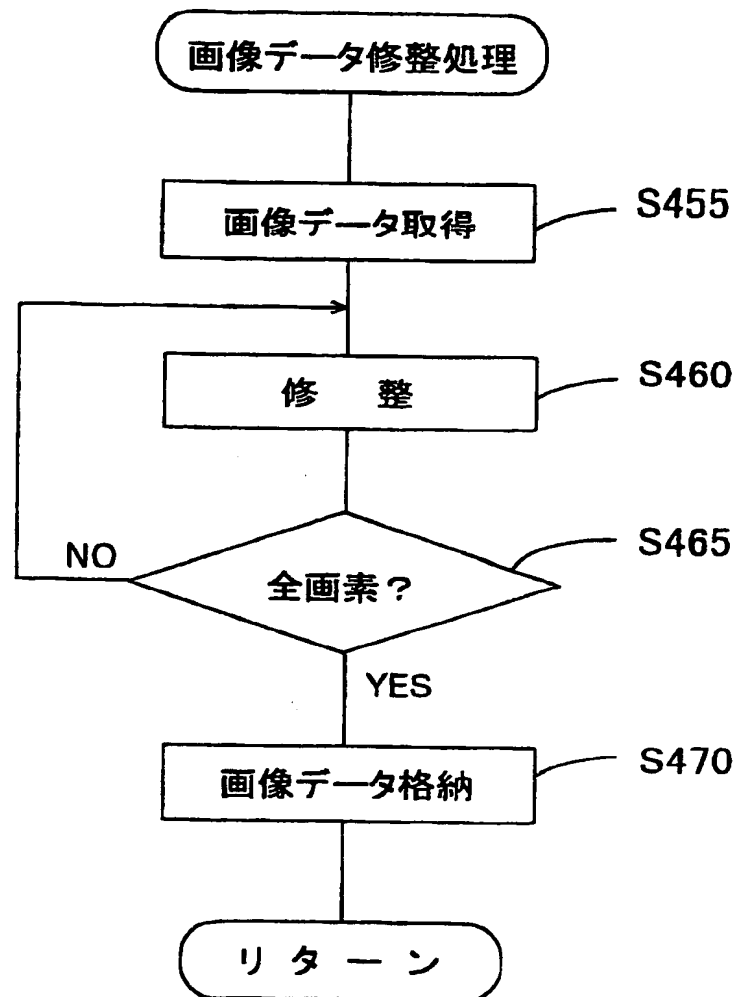 画像データ修整処理
画像データ取得
S455
修 整
S460
全画素?
S465
NO
YES
画像データ格納
S470
リターン